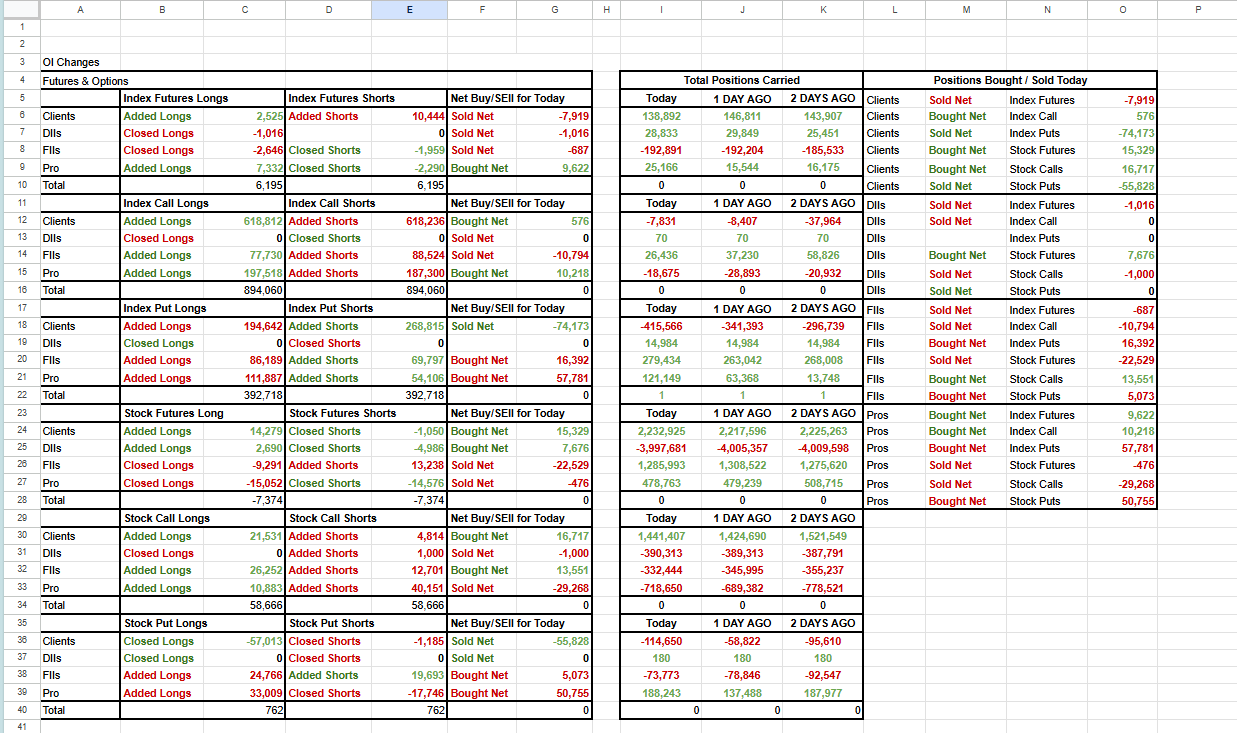 A B C D E F G H I J K L M N O P
1
2
3 OI Changes
4 Futures & Options Total Positions Carried Positions Bought / Sold Today
5 Index Futures Longs Index Futures Shorts Net Buy/SEll for Today Today 1 DAY AGO 2 DAYS AGO Clients Sold Net Index Futures -7,919
6 Clients Added Longs 2,525 Added Shorts 10,444 Sold Net -7,919 138,892 146,811 143,907 Clients Bought Net Index Call 576
7 DIIs Closed Longs -1,016 0 Sold Net -1,016 28,833 29,849 25,451 Clients Sold Net Index Puts -74,173
8 FIIs Closed Longs -2,646 Closed Shorts -1,959 Sold Net -687 -192,891 -192,204 -185,533 Clients Bought Net Stock Futures 15,329
9 Pro Added Longs 7,332 Closed Shorts -2,290 Bought Net 9,622 25,166 15,544 16,175 Clients Bought Net Stock Calls 16,717
10 Total 6,195 6,195 0 0 0 Clients Sold Net Stock Puts -55,828
11 Index Call Longs Index Call Shorts Net Buy/SEll for Today Today 1 DAY AGO 2 DAYS AGO DIIs Sold Net Index Futures -1,016
12 Clients Added Longs 618,812 Added Shorts 618,236 Bought Net 576 -7,831 -8,407 -37,964 DIIs Sold Net Index Call 0
13 DIIs Closed Longs 0 Closed Shorts 0 Sold Net 0 70 70 70 DIIs Index Puts 0
14 FIIs Added Longs 77,730 Added Shorts 88,524 Sold Net -10,794 26,436 37,230 58,826 DIIs Bought Net Stock Futures 7,676
15 Pro Added Longs 197,518 Added Shorts 187,300 Bought Net 10,218 -18,675 -28,893 -20,932 DIIs Sold Net Stock Calls -1,000
16 Total 894,060 894,060 0 0 0 0 DIIs Sold Net Stock Puts 0
17 Index Put Longs Index Put Shorts Net Buy/SEll for Today Today 1 DAY AGO 2 DAYS AGO FIIs Sold Net Index Futures -687
18 Clients Added Longs 194,642 Added Shorts 268,815 Sold Net -74,173 -415,566 -341,393 -296,739 FIIs Sold Net Index Call -10,794
19 DIIs Closed Longs 0 Closed Shorts 0 0 14,984 14,984 14,984 FIIs Bought Net Index Puts 16,392
20 FIIs Added Longs 86,189 Added Shorts 69,797 Bought Net 16,392 279,434 263,042 268,008 FIIs Sold Net Stock Futures -22,529
21 Pro Added Longs 111,887 Added Shorts 54,106 Bought Net 57,781 121,149 63,368 13,748 FIIs Bought Net Stock Calls 13,551
22 Total 392,718 392,718 0 1 1 1 FIIs Bought Net Stock Puts 5,073
23 Stock Futures Long Stock Futures Shorts Net Buy/SEll for Today Today 1 DAY AGO 2 DAYS AGO Pros Bought Net Index Futures 9,622
24 Clients Added Longs 14,279 Closed Shorts -1,050 Bought Net 15,329 2,232,925 2,217,596 2,225,263 Pros Bought Net Index Call 10,218
25 DIIs Added Longs 2,690 Closed Shorts -4,986 Bought Net 7,676 -3,997,681 -4,005,357 -4,009,598 Pros Bought Net Index Puts 57,781
26 FIIs Closed Longs -9,291 Added Shorts 13,238 Sold Net -22,529 1,285,993 1,308,522 1,275,620 Pros Sold Net Stock Futures -476
27 Pro Closed Longs -15,052 Closed Shorts -14,576 Sold Net -476 478,763 479,239 508,715 Pros Sold Net Stock Calls -29,268
28 Total -7,374 -7,374 0 0 0 0 Pros Bought Net Stock Puts 50,755
29 Stock Call Longs Stock Call Shorts Net Buy/SEll for Today Today 1 DAY AGO 2 DAYS AGO
30 Clients Added Longs 21,531 Added Shorts 4,814 Bought Net 16,717 1,441,407 1,424,690 1,521,549
31 DIIs Closed Longs 0 Added Shorts 1,000 Sold Net -1,000 -390,313 -389,313 -387,791
32 FIIs Added Longs 26,252 Added Shorts 12,701 Bought Net 13,551 -332,444 -345,995 -355,237
33 Pro Added Longs 10,883 Added Shorts 40,151 Sold Net -29,268 -718,650 -689,382 -778,521
34 Total 58,666 58,666 0 0 0 0
35 Stock Put Longs Stock Put Shorts Net Buy/SEll for Today Today 1 DAY AGO 2 DAYS AGO
36 Clients Closed Longs -57,013 Closed Shorts -1,185 Sold Net -55,828 -114,650 -58,822 -95,610
37 DIIs Closed Longs 0 Closed Shorts 0 Sold Net 0 180 180 180
38 FIIs Added Longs 24,766 Added Shorts 19,693 Bought Net 5,073 -73,773 -78,846 -92,547
39 Pro Added Longs 33,009 Closed Shorts -17,746 Bought Net 50,755 188,243 137,488 187,977
40 Total 762 762 0 0 0 0
41